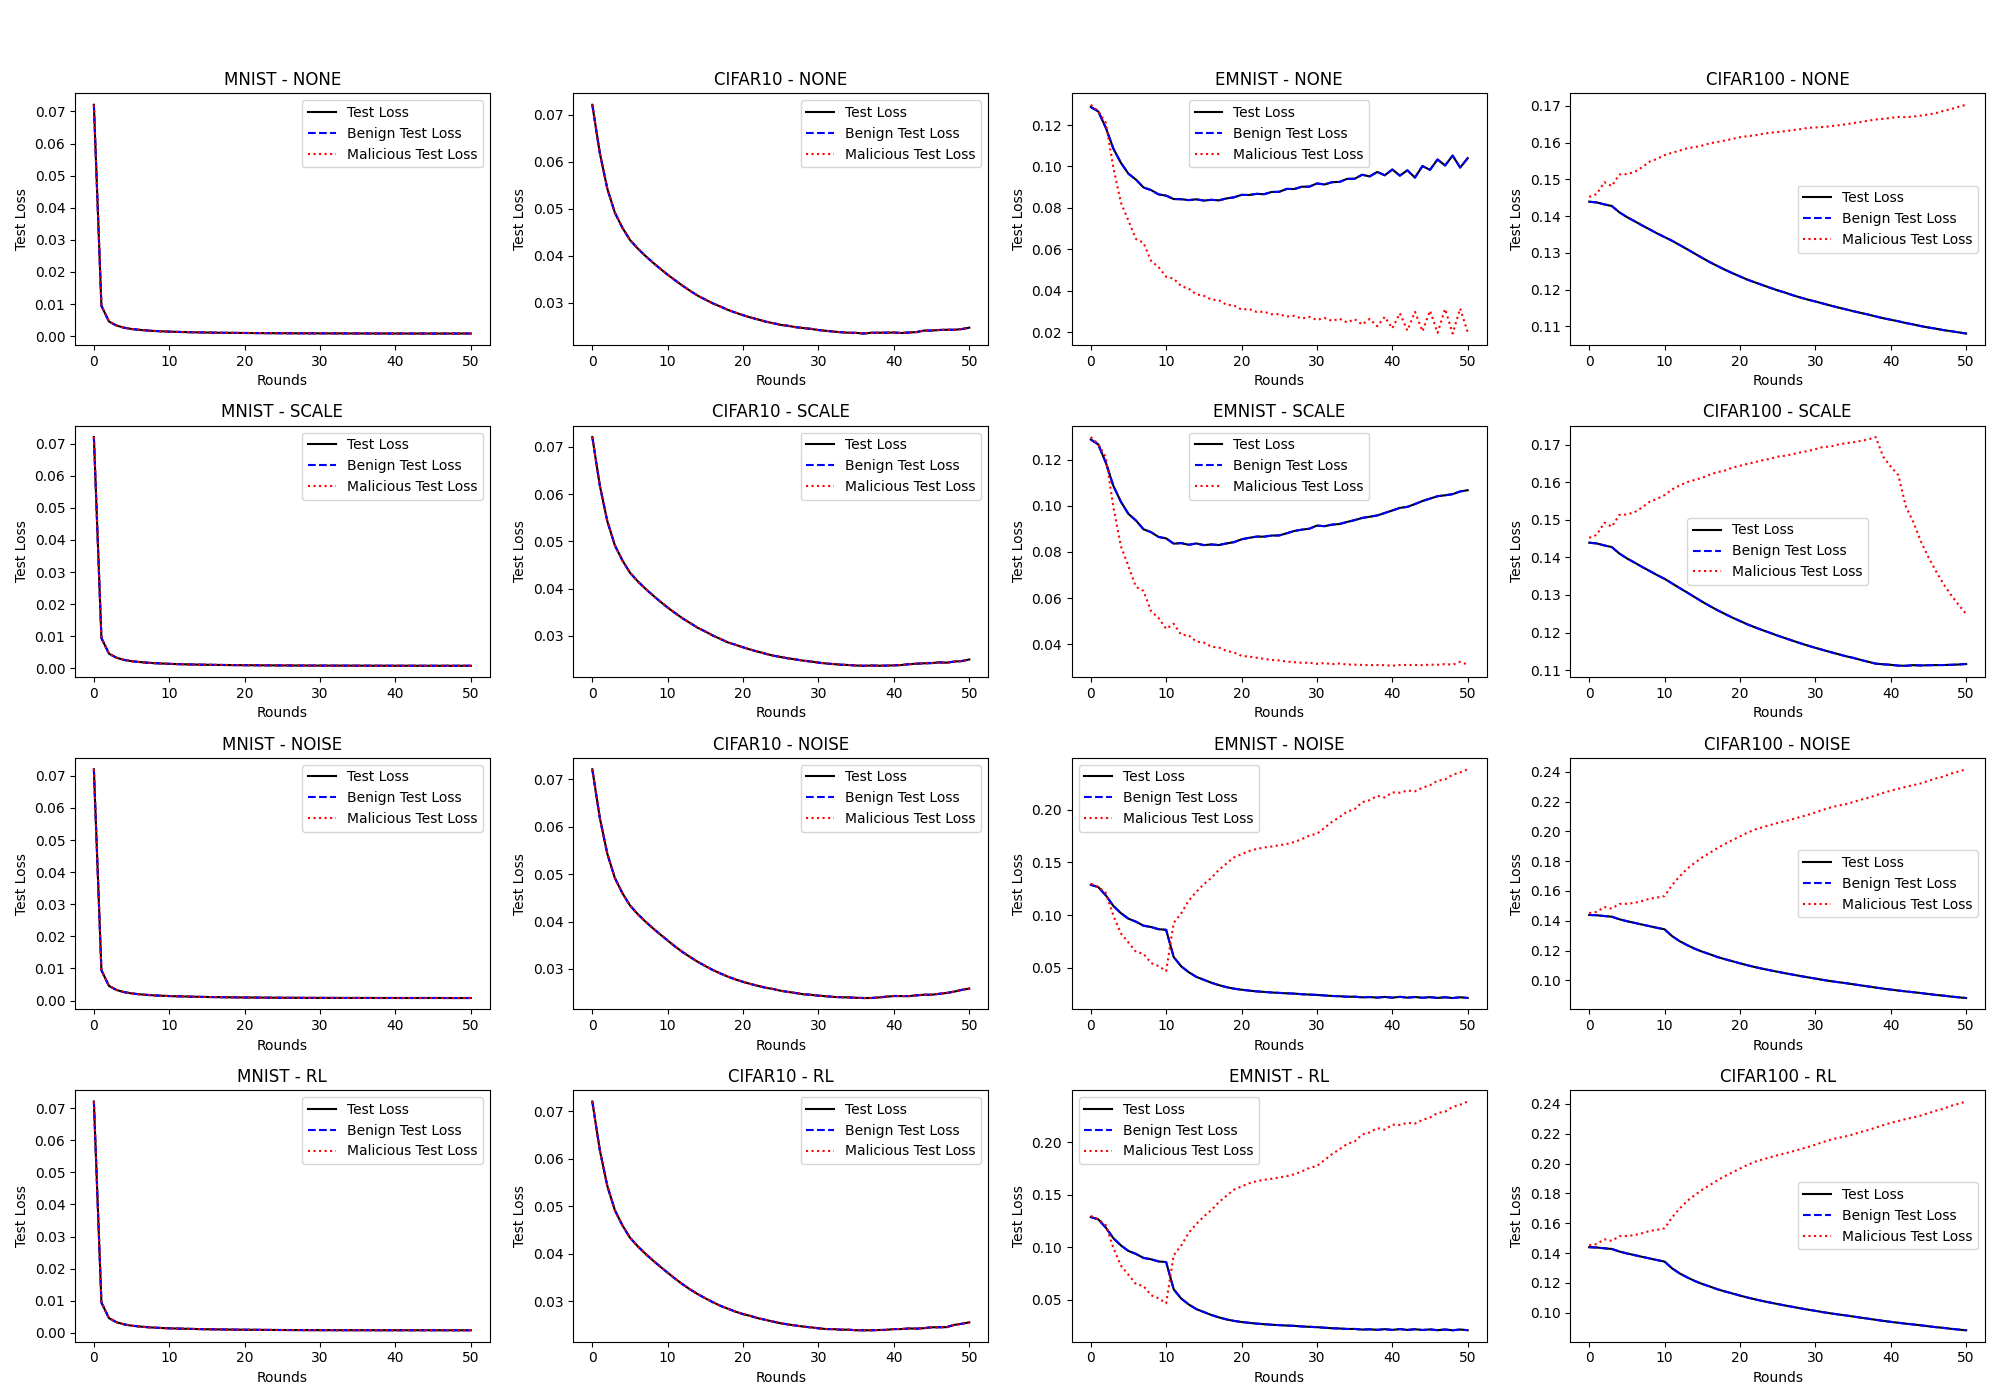 MNIST - NONE
Test Loss
0.07
0.06
0.05
0.04
0.03
0.02
0.01
0.00
Test Loss
Benign Test Loss
Malicious Test Loss
0 10 20 30 40 50
Rounds
CIFAR10 - NONE
Test Loss
0.07
0.06
0.05
0.04
0.03
Test Loss
Benign Test Loss
Malicious Test Loss
0 10 20 30 40 50
Rounds
EMNIST - NONE
Test Loss
0.12
0.10
0.08
0.06
0.04
0.02
Test Loss
Benign Test Loss
Malicious Test Loss
0 10 20 30 40 50
Rounds
CIFAR100 - NONE
Test Loss
0.17
0.16
0.15
0.14
0.13
0.12
0.11
Test Loss
Benign Test Loss
Malicious Test Loss
0 10 20 30 40 50
Rounds
MNIST - SCALE
Test Loss
0.07
0.06
0.05
0.04
0.03
0.02
0.01
0.00
Test Loss
Benign Test Loss
Malicious Test Loss
0 10 20 30 40 50
Rounds
CIFAR10 - SCALE
Test Loss
0.07
0.06
0.05
0.04
0.03
Test Loss
Benign Test Loss
Malicious Test Loss
0 10 20 30 40 50
Rounds
EMNIST - SCALE
Test Loss
0.12
0.10
0.08
0.06
0.04
Test Loss
Benign Test Loss
Malicious Test Loss
0 10 20 30 40 50
Rounds
CIFAR100 - SCALE
Test Loss
0.17
0.16
0.15
0.14
0.13
0.12
0.11
Test Loss
Benign Test Loss
Malicious Test Loss
0 10 20 30 40 50
Rounds
MNIST - NOISE
Test Loss
0.07
0.06
0.05
0.04
0.03
0.02
0.01
0.00
Test Loss
Benign Test Loss
Malicious Test Loss
0 10 20 30 40 50
Rounds
CIFAR10 - NOISE
Test Loss
0.07
0.06
0.05
0.04
0.03
Test Loss
Benign Test Loss
Malicious Test Loss
0 10 20 30 40 50
Rounds
EMNIST - NOISE
Test Loss
0.20
0.15
0.10
0.05
Test Loss
Benign Test Loss
Malicious Test Loss
0 10 20 30 40 50
Rounds
CIFAR100 - NOISE
Test Loss
0.24
0.22
0.20
0.18
0.16
0.14
0.12
0.10
Test Loss
Benign Test Loss
Malicious Test Loss
0 10 20 30 40 50
Rounds
MNIST - RL
Test Loss
0.07
0.06
0.05
0.04
0.03
0.02
0.01
0.00
Test Loss
Benign Test Loss
Malicious Test Loss
0 10 20 30 40 50
Rounds
CIFAR10 - RL
Test Loss
0.07
0.06
0.05
0.04
0.03
Test Loss
Benign Test Loss
Malicious Test Loss
0 10 20 30 40 50
Rounds
EMNIST - RL
Test Loss
0.20
0.15
0.10
0.05
Test Loss
Benign Test Loss
Malicious Test Loss
0 10 20 30 40 50
Rounds
CIFAR100 - RL
Test Loss
0.24
0.22
0.20
0.18
0.16
0.14
0.12
0.10
Test Loss
Benign Test Loss
Malicious Test Loss
0 10 20 30 40 50
Rounds